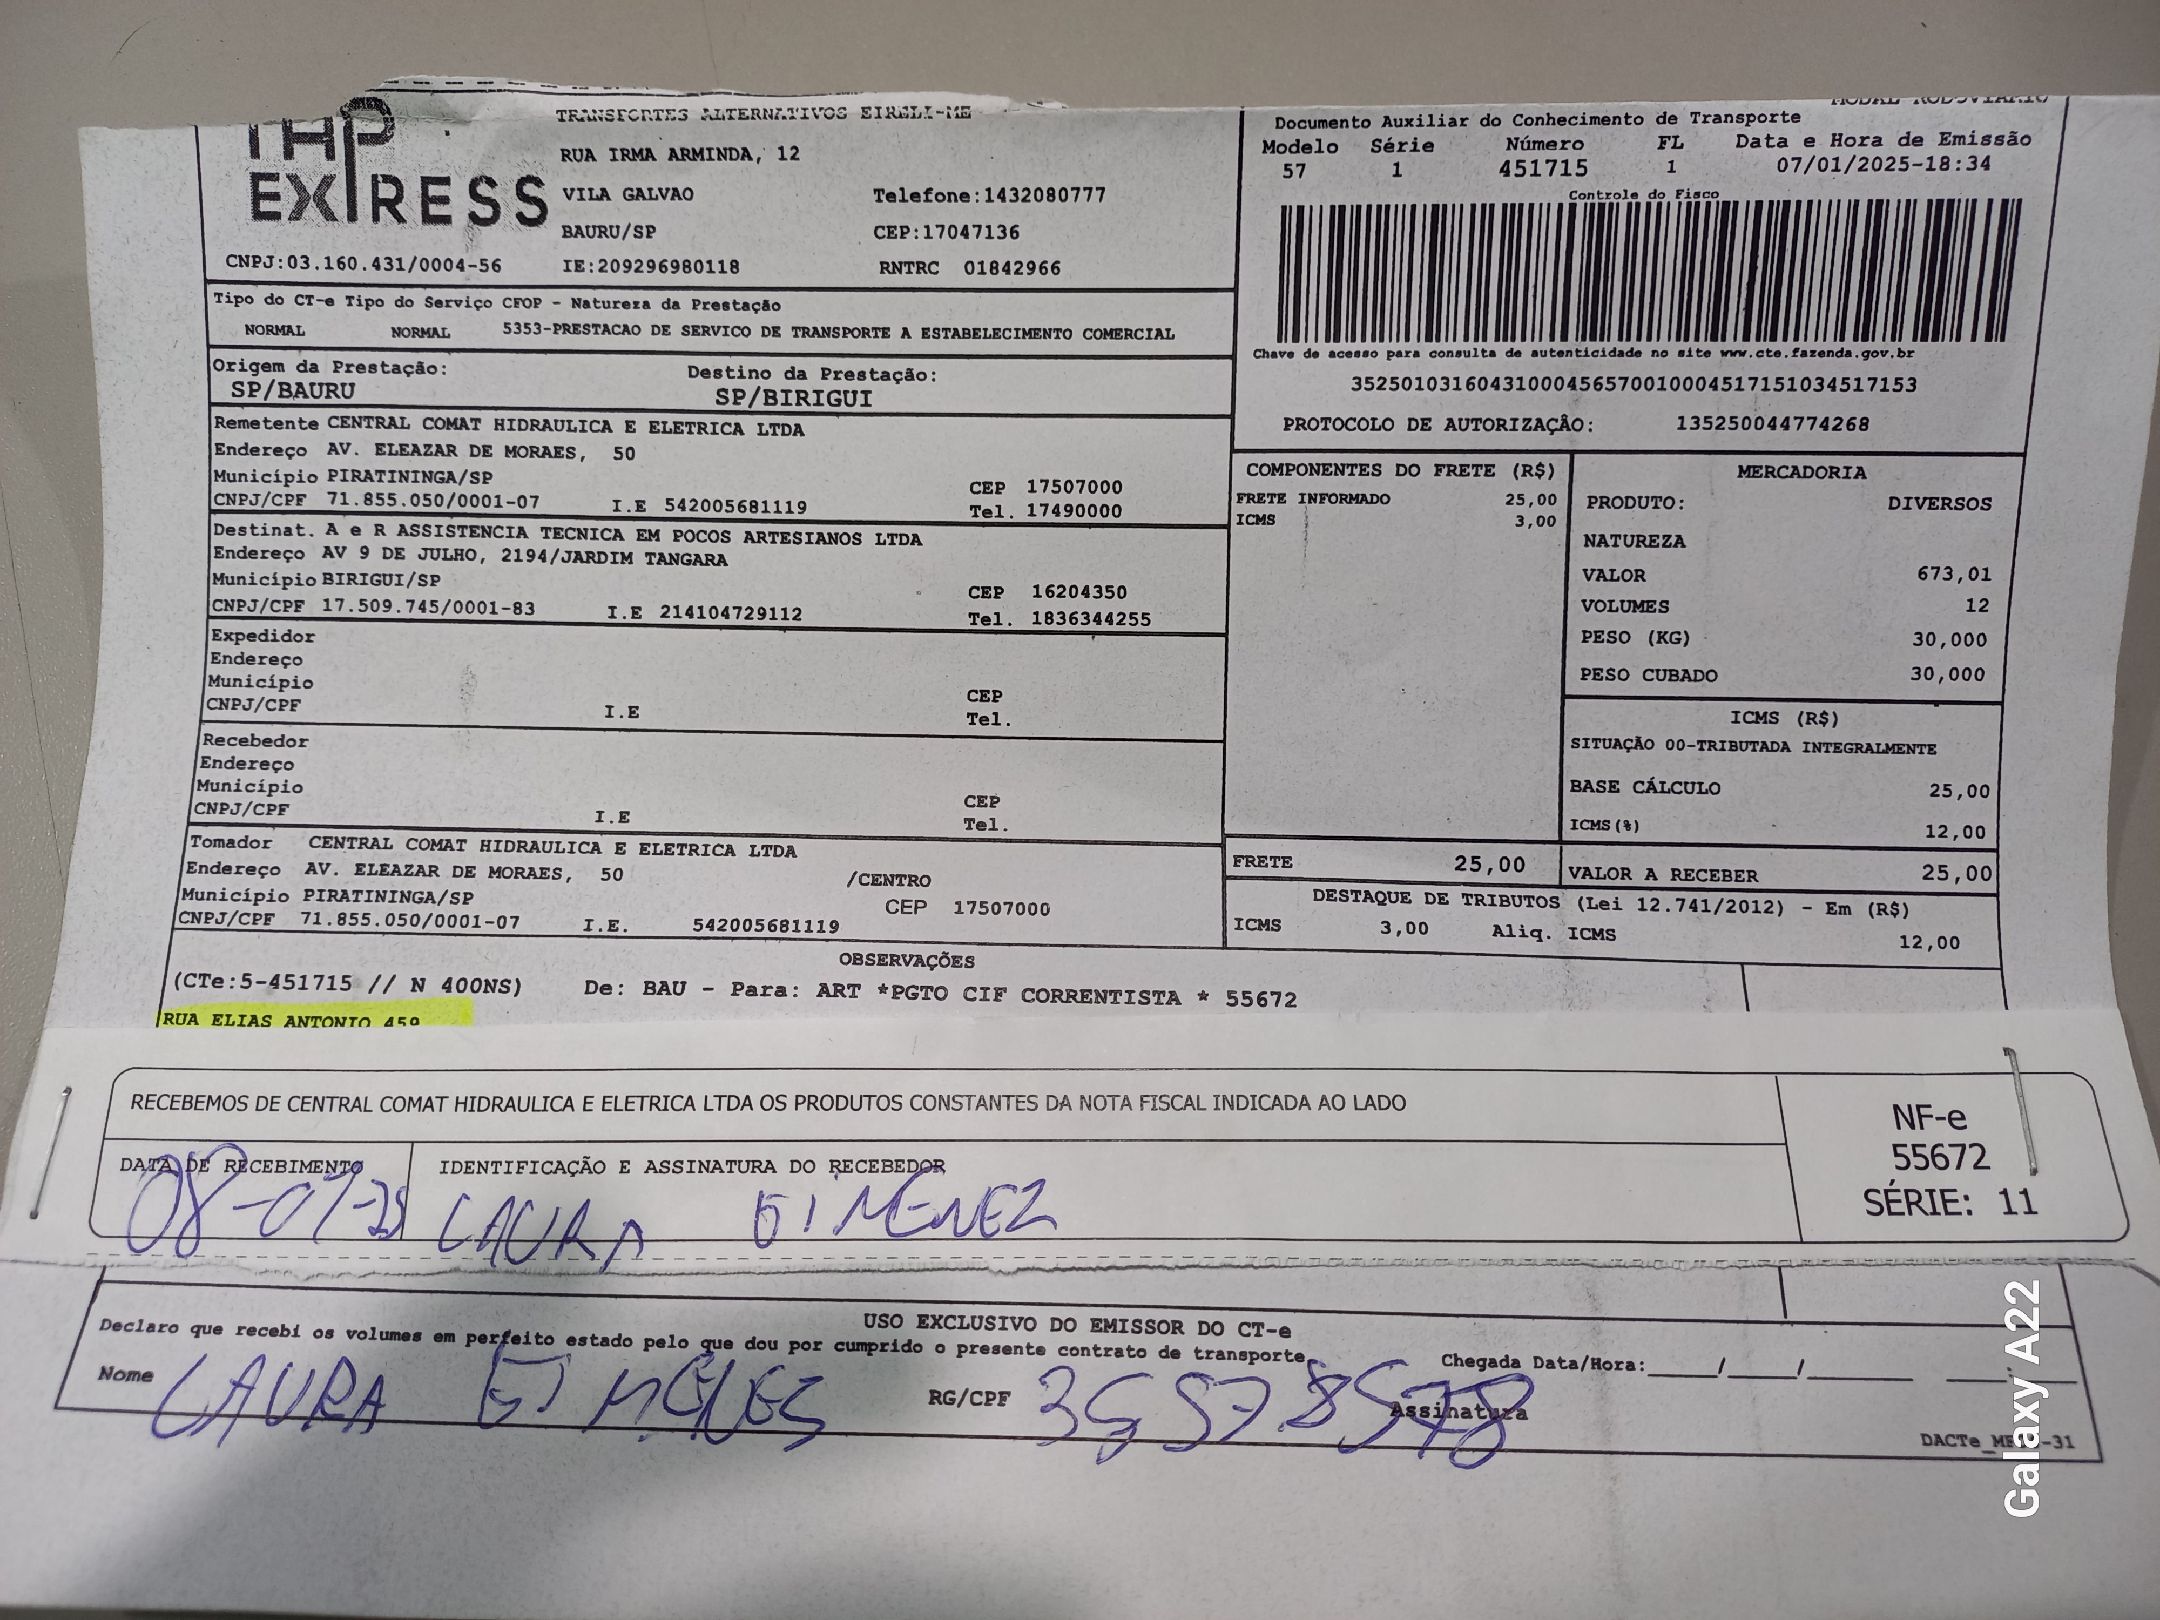 THP
EXPRESS
TRANSPORTES ALTERNATIVOS EIRELI-ME
RUA IRMA ARMINDA, 12
VILA GALVAO Telefone:1432080777
BAURU/SP CEP:17047136
CNPJ:03.160.431/0004-56 IE:209296980118 RNTRC 01842966
MODAL RODOVIARIO
Documento Auxiliar do Conhecimento de Transporte
Modelo Série Número FL Data e Hora de Emissão
57 1 451715 1 07/01/2025-18:34
Controle do Fisco
Chave de acesso para consulta de autenticidade no site www.cte.fazenda.gov.br
35250103160431000456570010004517151034517153
PROTOCOLO DE AUTORIZAÇÃO: 135250044774268
Tipo do CT-e Tipo do Serviço CFOP - Natureza da Prestação
NORMAL NORMAL 5353-PRESTACAO DE SERVICO DE TRANSPORTE A ESTABELECIMENTO COMERCIAL
Origem da Prestação: Destino da Prestação:
SP/BAURU SP/BIRIGUI
Remetente CENTRAL COMAT HIDRAULICA E ELETRICA LTDA
Endereço AV. ELEAZAR DE MORAES, 50
Município PIRATININGA/SP CEP 17507000
CNPJ/CPF 71.855.050/0001-07 I.E 542005681119 Tel. 17490000
Destinat. A e R ASSISTENCIA TECNICA EM POCOS ARTESIANOS LTDA
Endereço AV 9 DE JULHO, 2194/JARDIM TANGARA
Município BIRIGUI/SP CEP 16204350
CNPJ/CPF 17.509.745/0001-83 I.E 214104729112 Tel. 1836344255
Expedidor
Endereço
Município CEP
CNPJ/CPF I.E Tel.
Recebedor
Endereço
Município CEP
CNPJ/CPF I.E Tel.
Tomador CENTRAL COMAT HIDRAULICA E ELETRICA LTDA
Endereço AV. ELEAZAR DE MORAES, 50 /CENTRO
Município PIRATININGA/SP CEP 17507000
CNPJ/CPF 71.855.050/0001-07 I.E. 542005681119
COMPONENTES DO FRETE (R$)
FRETE INFORMADO 25,00
ICMS 3,00
MERCADORIA
PRODUTO: DIVERSOS
NATUREZA
VALOR 673,01
VOLUMES 12
PESO (KG) 30,000
PESO CUBADO 30,000
ICMS (R$)
SITUAÇÃO 00-TRIBUTADA INTEGRALMENTE
BASE CÁLCULO 25,00
ICMS(%) 12,00
FRETE 25,00 VALOR A RECEBER 25,00
DESTAQUE DE TRIBUTOS (Lei 12.741/2012) - Em (R$)
ICMS 3,00 Aliq. ICMS 12,00
OBSERVAÇÕES
(CTe:5-451715 // N 400NS) De: BAU - Para: ART *PGTO CIF CORRENTISTA * 55672
RUA ELIAS ANTONIO 459
RECEBEMOS DE CENTRAL COMAT HIDRAULICA E ELETRICA LTDA OS PRODUTOS CONSTANTES DA NOTA FISCAL INDICADA AO LADO
DATA DE RECEBIMENTO IDENTIFICAÇÃO E ASSINATURA DO RECEBEDOR
08-01-25 LAURA GIMENEZ
NF-e
55672
SÉRIE: 11
USO EXCLUSIVO DO EMISSOR DO CT-e
Declaro que recebi os volumes em perfeito estado pelo que dou por cumprido o presente contrato de transporte.
Chegada Data/Hora:____/____/______
Nome LAURA GIMENES RG/CPF Assinatura
Galaxy A22